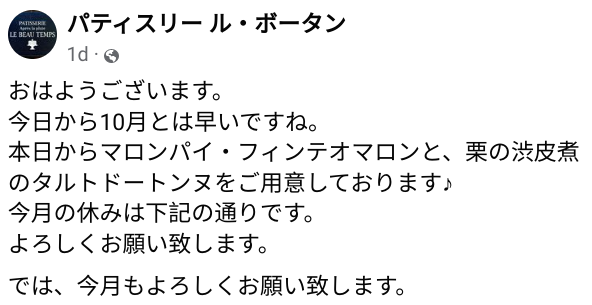 PATISSERIE
Après la pluie
LE BEAU TEMPS
パティスリー ル・ボータン
1d ·
おはようございます。
今日から10月とは早いですね。
本日からマロンパイ・フィンテオマロンと、栗の渋皮煮
のタルトドートンヌをご用意しております♪
今月の休みは下記の通りです。
よろしくお願い致します。
では、今月もよろしくお願い致します。